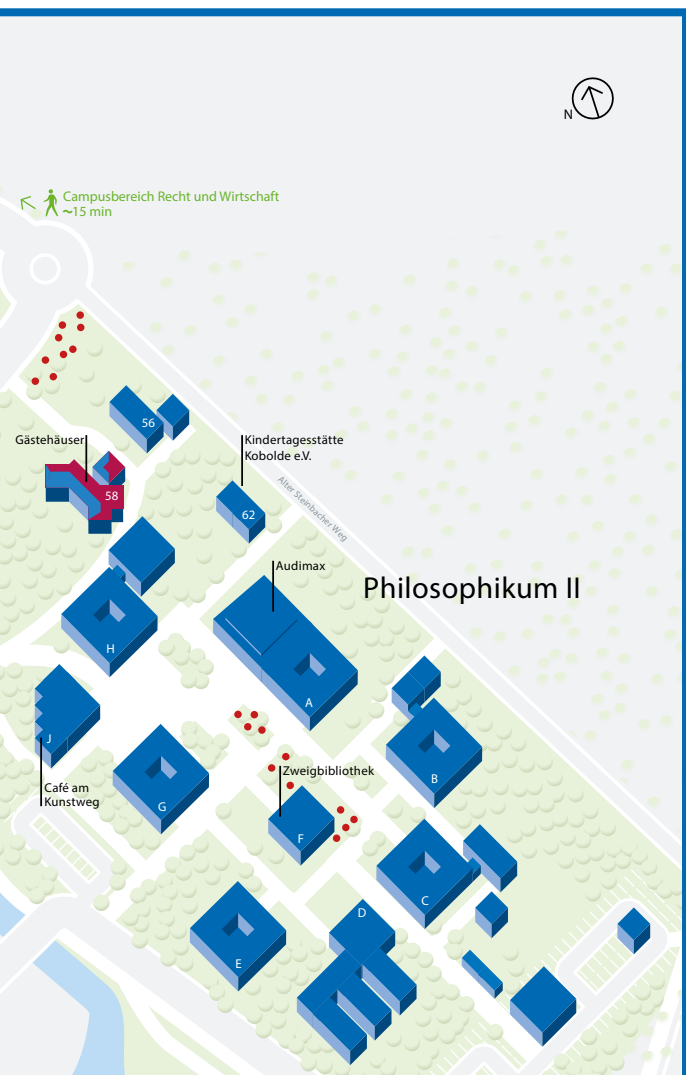 N
Campusbereich Recht und Wirtschaft
~15 min
56
Gästehäuser
Kindertagesstätte
Kobolde e.V.
58
62
Alter Steinbacher Weg
Audimax
Philosophikum II
H
A
J
B
Zweigbibliothek
Café am
Kunstweg
G
F
C
D
E